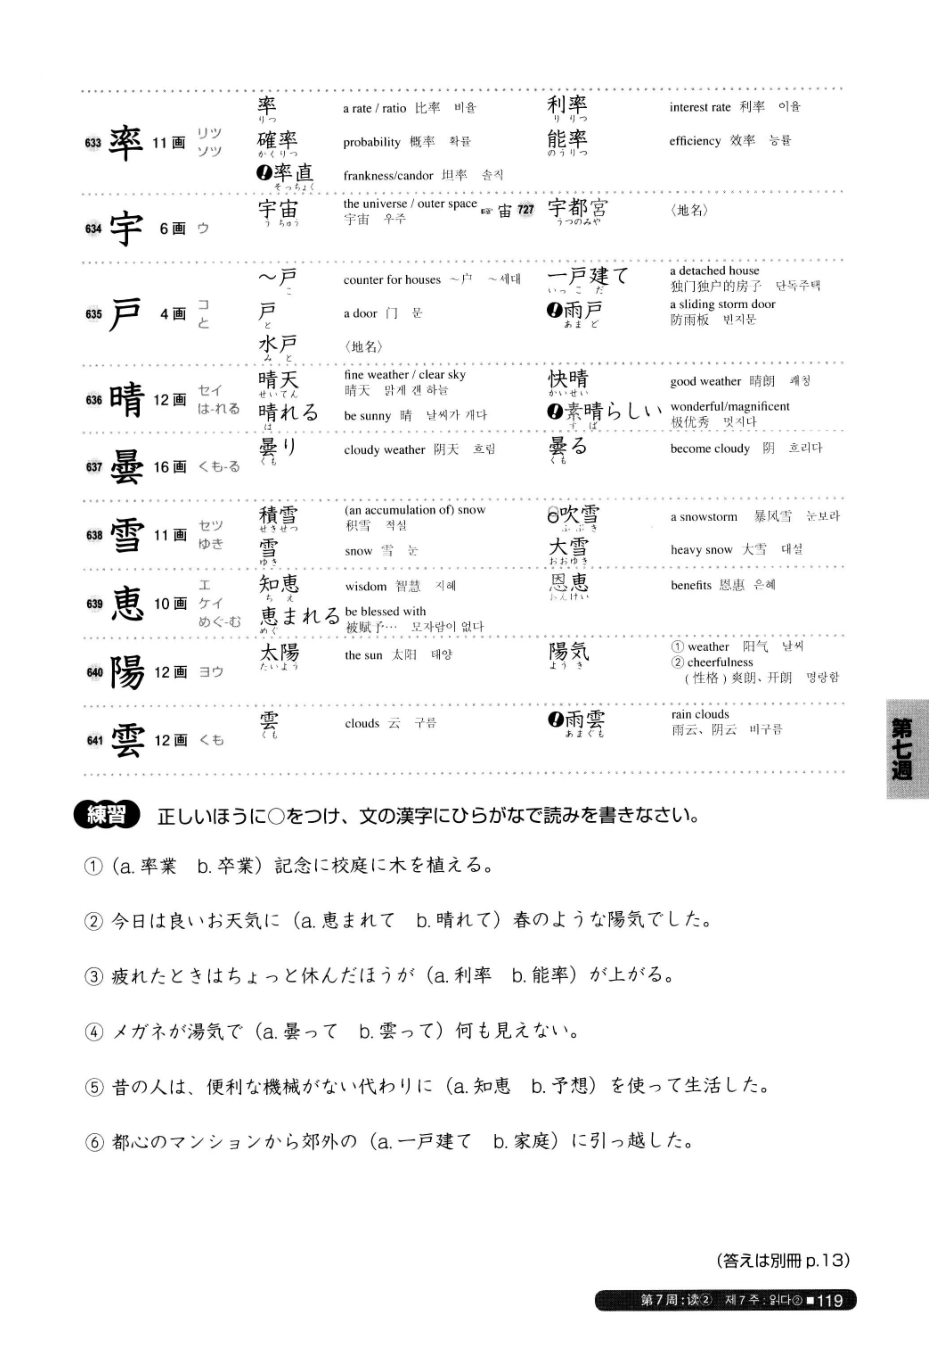 率 a rate / ratio 比率 비율 利率 interest rate 利率 이율
りつ りりつ
633 率 11画 リツ ソツ 確率 probability 概率 확률 能率 efficiency 效率 능률
かくりつ のうりつ
!率直 frankness/candor 坦率 솔직
そっちょく
634 宇 6画 ウ 宇宙 the universe / outer space 宇宙 우주 ☞宙727 宇都宮 〈地名〉
うちゅう うつのみや
〜戸 counter for houses 〜户 〜세대 一戸建て a detached house 独门独户的房子 단독주택
こ いっこだ
635 戸 4画 コ と 戸 a door 门 문 !雨戸 a sliding storm door 防雨板 빈지문
と あまど
水戸 〈地名〉
みと
636 晴 12画 セイ は-れる 晴天 fine weather / clear sky 晴天 맑게 갠 하늘 快晴 good weather 晴朗 쾌청
せいてん かいせい
晴れる be sunny 晴 날씨가 개다 !素晴らしい wonderful/magnificent 极优秀 멋지다
は すば
637 曇 16画 くも-る 曇り cloudy weather 阴天 흐림 曇る become cloudy 阴 흐리다
くも くも
638 雪 11画 セツ ゆき 積雪 (an accumulation of) snow 积雪 적설 吹雪 a snowstorm 暴风雪 눈보라
せきせつ ふぶき
雪 snow 雪 눈 大雪 heavy snow 大雪 대설
ゆき おおゆき
639 恵 10画 エ ケイ めぐ-む 知恵 wisdom 智慧 지혜 恩恵 benefits 恩惠 은혜
ちえ おんけい
恵まれる be blessed with 被赋予… 모자람이 없다
めぐ
640 陽 12画 ヨウ 太陽 the sun 太阳 태양 陽気 ① weather 阳气 날씨
たいよう ようき ② cheerfulness
(性格)爽朗、开朗 명랑함
641 雲 12画 くも 雲 clouds 云 구름 !雨雲 rain clouds 雨云、阴云 비구름
くも あまぐも
第七週
練習 正しいほうに○をつけ、文の漢字にひらがなで読みを書きなさい。
① (a. 率業 b. 卒業) 記念に校庭に木を植える。
② 今日は良いお天気に (a. 恵まれて b. 晴れて) 春のような陽気でした。
③ 疲れたときはちょっと休んだほうが (a. 利率 b. 能率) が上がる。
④ メガネが湯気で (a. 曇って b. 雲って) 何も見えない。
⑤ 昔の人は、便利な機械がない代わりに (a. 知恵 b. 予想) を使って生活した。
⑥ 都心のマンションから郊外の (a. 一戸建て b. 家庭) に引っ越した。
(答えは別冊 p.13)
第7周:读② 제7주:읽다② ■119